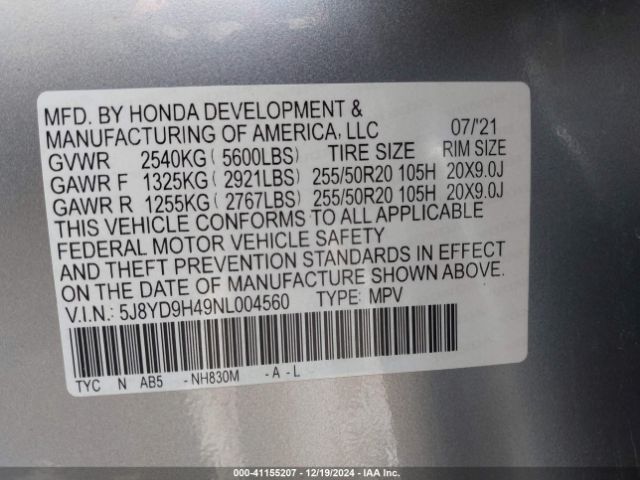 MFD. BY HONDA DEVELOPMENT &
MANUFACTURING OF AMERICA, LLC 07/'21
GVWR 2540KG ( 5600LBS) TIRE SIZE RIM SIZE
GAWR F 1325KG ( 2921LBS) 255/50R20 105H 20X9.0J
GAWR R 1255KG ( 2767LBS) 255/50R20 105H 20X9.0J
THIS VEHICLE CONFORMS TO ALL APPLICABLE
FEDERAL MOTOR VEHICLE SAFETY
AND THEFT PREVENTION STANDARDS IN EFFECT
ON THE DATE OF MANUFACTURE SHOWN ABOVE.
V.I.N.: 5J8YD9H49NL004560 TYPE: MPV
TYC N AB5 -NH830M -A-L
000-41155207 - 12/19/2024 - IAA Inc.